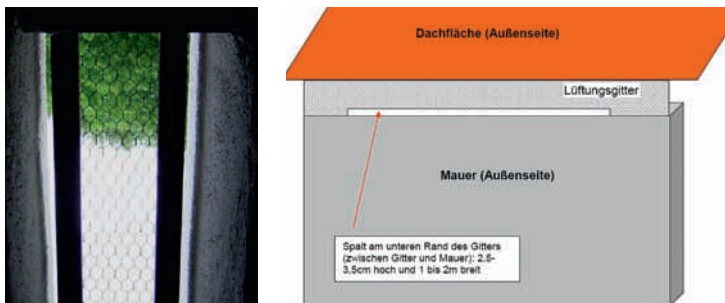 Dachfläche (Außenseite)
Lüftungsgitter
Mauer (Außenseite)
Spalt am unteren Rand des Gitters
(zwischen Gitter und Mauer): 2,5-
3,5cm hoch und 1 bis 2m breit